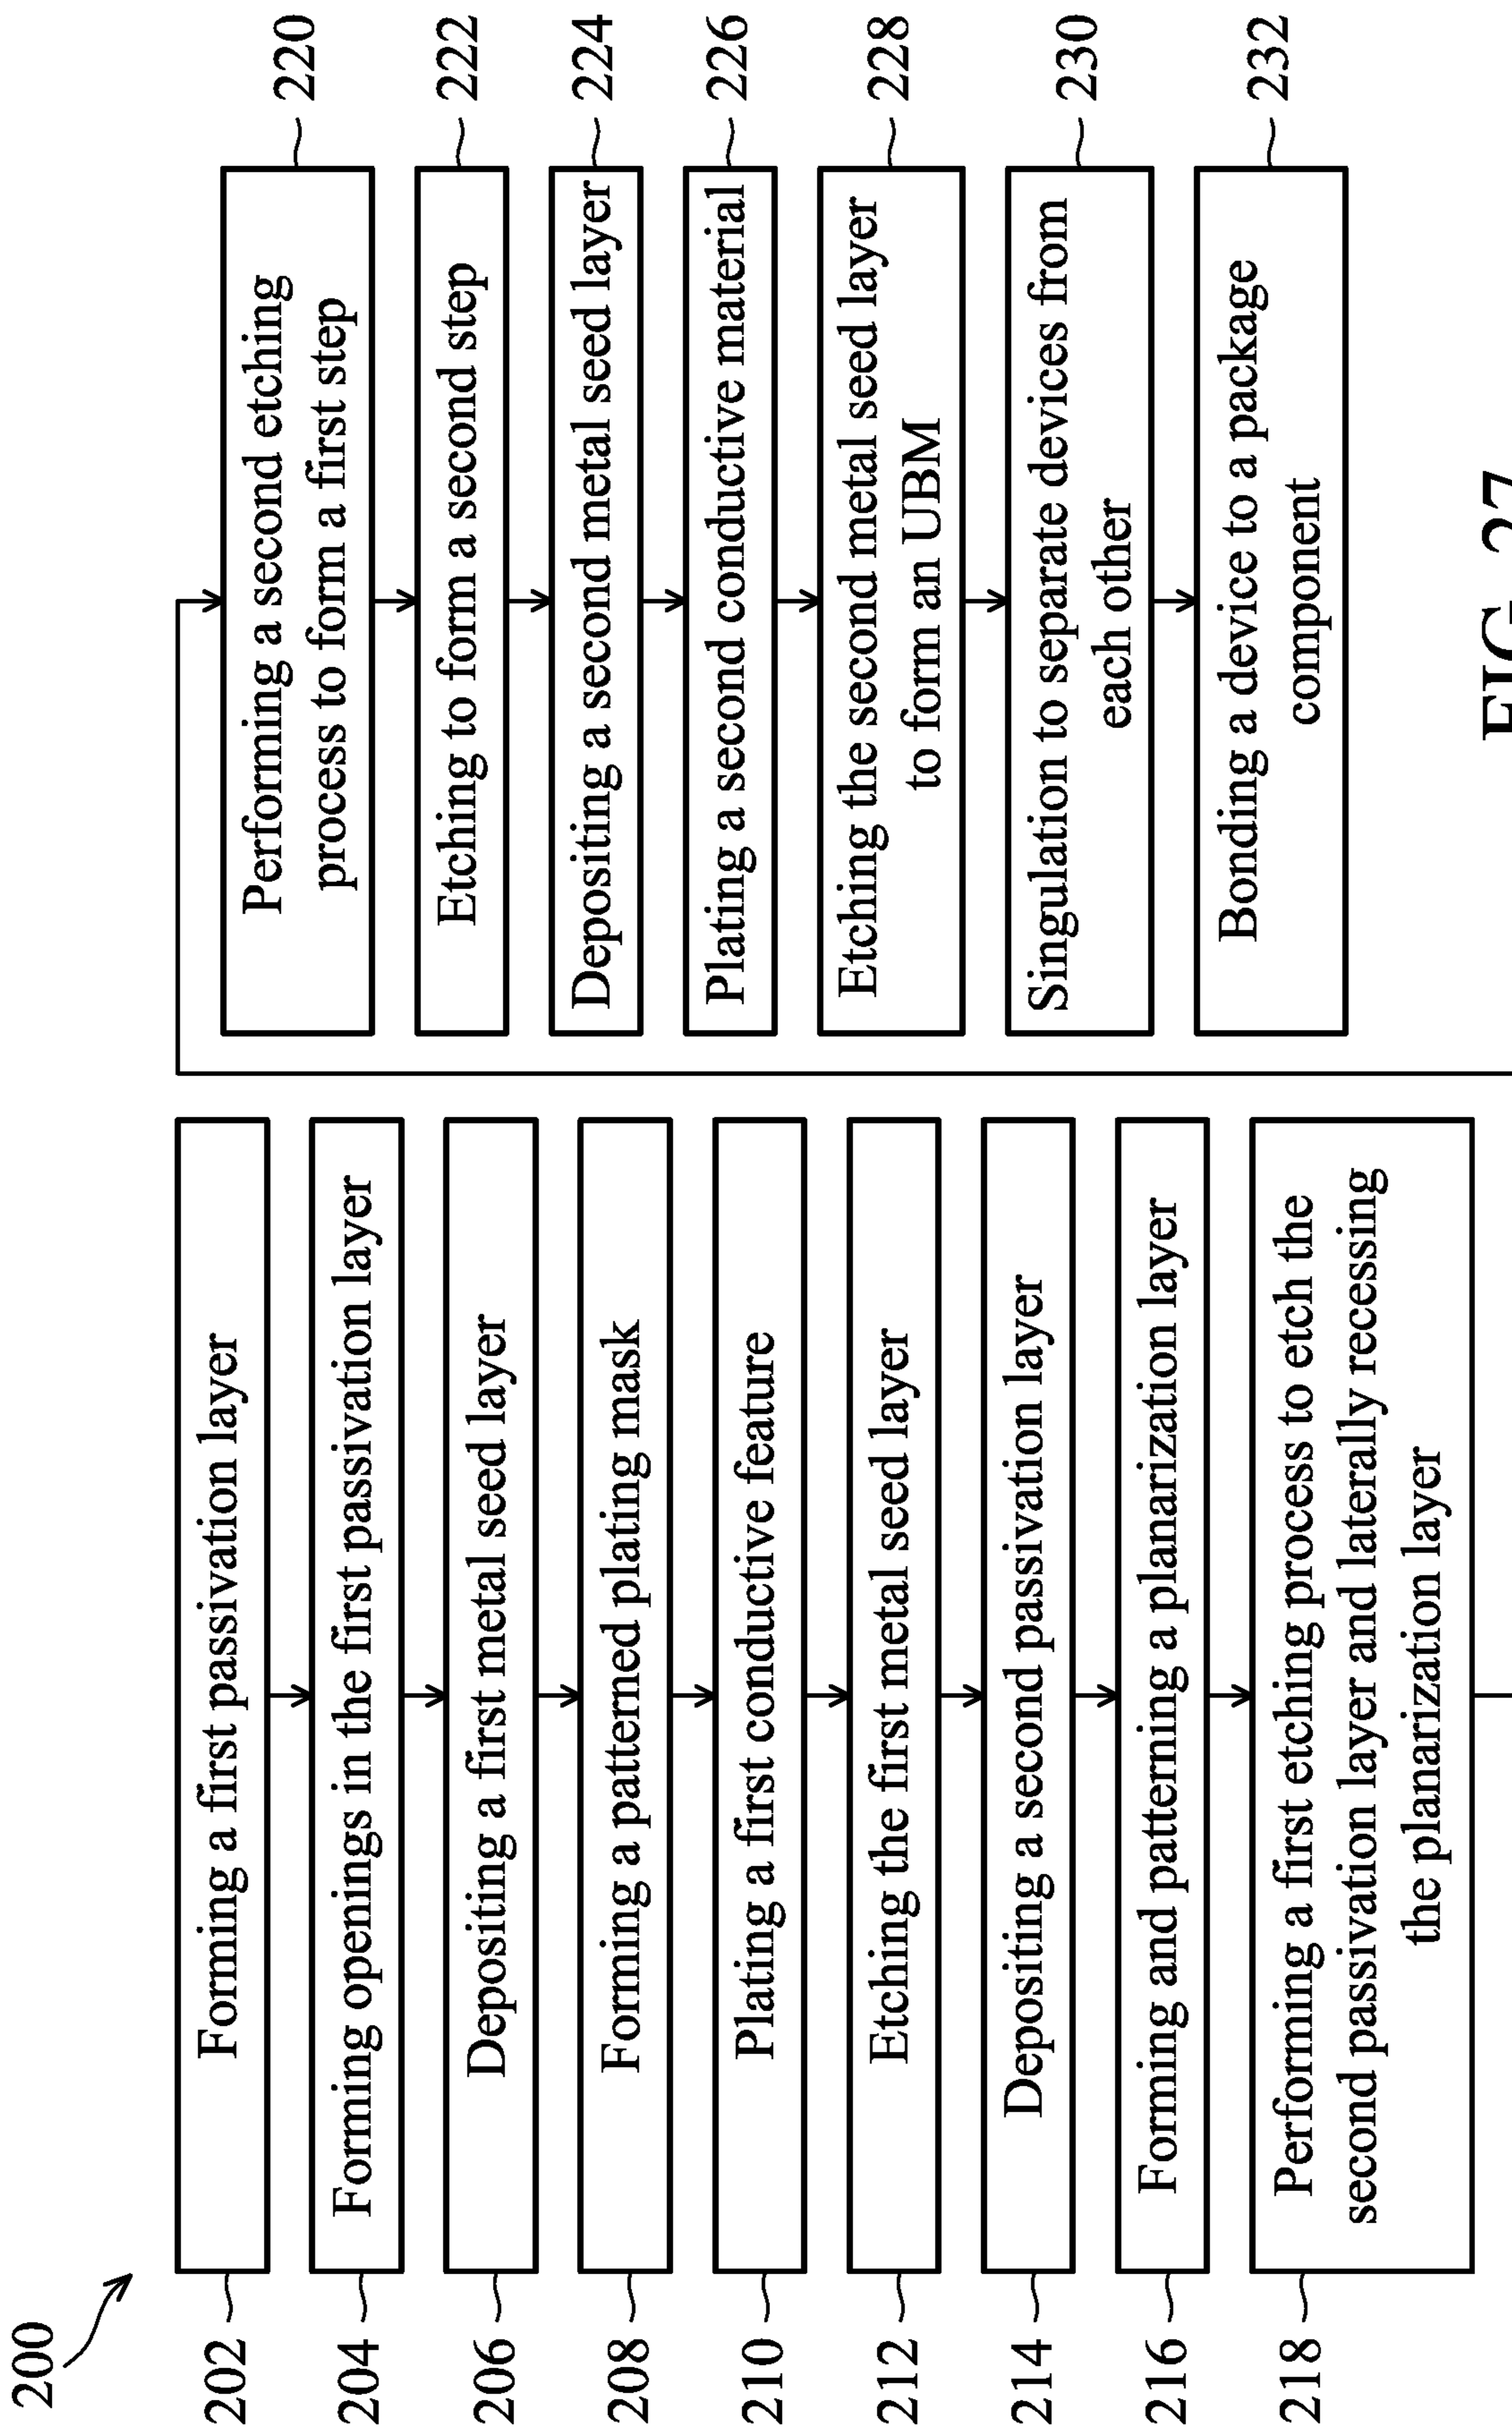 200
202
Forming a first passivation layer
204
Forming openings in the first passivation layer
206
Depositing a first metal seed layer
208
Forming a patterned plating mask
210
Plating a first conductive feature
212
Etching the first metal seed layer
214
Depositing a second passivation layer
216
Forming and patterning a planarization layer
218
Performing a first etching process to etch the
second passivation layer and laterally recessing
the planarization layer
Performing a second etching
process to form a first step
220
Etching to form a second step
222
Depositing a second metal seed layer
224
Plating a second conductive material
226
Etching the second metal seed layer
to form an UBM
228
Singulation to separate devices from
each other
230
Bonding a device to a package
component
232
FIG. 27